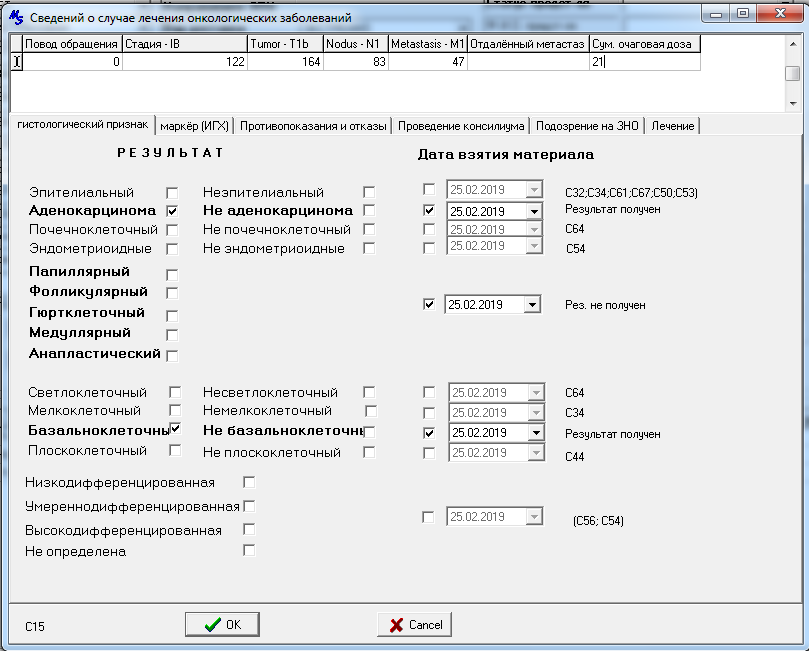 Сведений о случае лечения онкологических заболеваний
Повод обращения Стадия - IB Tumor - T1b Nodus - N1 Metastasis - M1 Отдалённый метастаз Сум. очаговая доза
0 122 164 83 47 21
гистологический признак маркёр (ИГХ) Противопоказания и отказы Проведение консилиума Подозрение на ЗНО Лечение
РЕЗУЛЬТАТ Дата взятия материала
Эпителиальный Неэпителиальный 25.02.2019 C32;C34;C61;C67;C50;C53)
Аденокарцинома Не аденокарцинома 25.02.2019 Результат получен
Почечноклеточный Не почечноклеточный 25.02.2019 C64
Эндометриоидные Не эндометриоидные 25.02.2019 C54
Папиллярный
Фолликулярный
Гюртклеточный 25.02.2019 Рез. не получен
Медуллярный
Анапластический
Светлоклеточный Несветлоклеточный 25.02.2019 C64
Мелкоклеточный Немелкоклеточный 25.02.2019 C34
Базальноклеточны Не базальноклеточнь 25.02.2019 Результат получен
Плоскоклеточный Не плоскоклеточный 25.02.2019 C44
Низкодифференцированная
Умереннодифференцированная
25.02.2019 (C56; C54)
Высокодифференцированная
Не определена
C15 OK Cancel